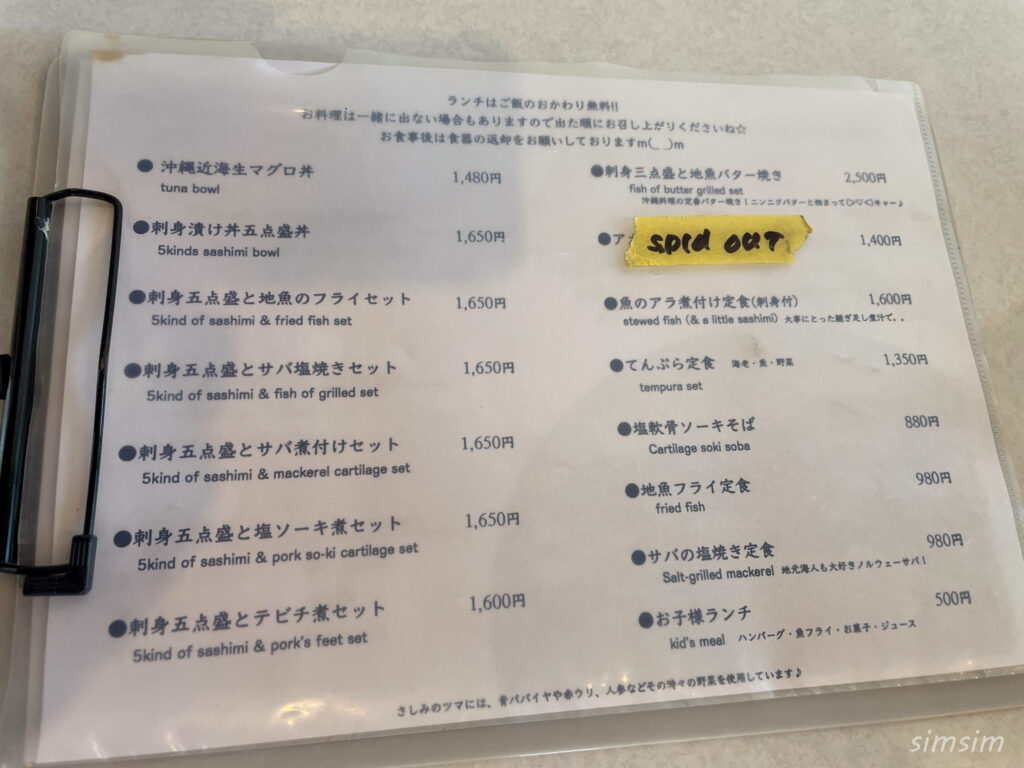 ランチはご飯のおかわり無料!!
お料理は一緒に出ない場合もありますので出た順にお召し上がりくださいね☆
お食事後は食器の返却をお願いしておりますm(_ _)m
●沖縄近海生マグロ丼 1,480円
tuna bowl
●刺身漬け丼五点盛丼 1,650円
5kinds sashimi bowl
●刺身五点盛と地魚のフライセット 1,650円
5kind of sashimi & fried fish set
●刺身五点盛とサバ塩焼きセット 1,650円
5kind of sashimi & fish of grilled set
●刺身五点盛とサバ煮付けセット 1,650円
5kind of sashimi & mackerel cartilage set
●刺身五点盛と塩ソーキ煮セット 1,650円
5kind of sashimi & pork so-ki cartilage set
●刺身五点盛とテビチ煮セット 1,600円
5kind of sashimi & pork's feet set
●刺身三点盛と地魚バター焼き 2,500円
fish of butter grilled set
沖縄料理の定番バター焼き!ニンニクバターと相まって(>▽<)キャー♪
●ア sold out 1,400円
●魚のアラ煮付け定食(刺身付) 1,600円
stewed fish (& a little sashimi) 大事にとった継ぎ足し煮汁で。。
●てんぷら定食 海老・魚・野菜 1,350円
tempura set
●塩軟骨ソーキそば 880円
Cartilage soki soba
●地魚フライ定食 980円
fried fish
●サバの塩焼き定食 980円
Salt-grilled mackerel 地元海人も大好きノルウェーサバ!
●お子様ランチ 500円
kid's meal ハンバーグ・魚フライ・お菓子・ジュース
さしみのツマには、青パパイヤや赤ウリ、人参などその時々の野菜を使用しています♪
simsim